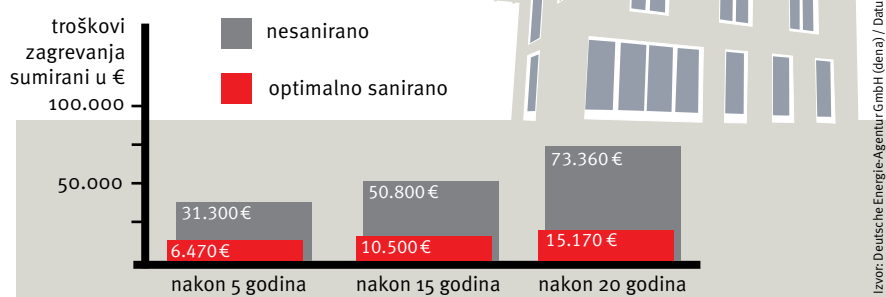 troškovi
zagrevanja
sumirani u €
100.000
50.000
nesanirano
optimalno sanirano
31.300 €
6.470 €
50.800 €
10.500 €
73.360 €
15.170 €
nakon 5 godina
nakon 15 godina
nakon 20 godina
Izvor: Deutsche Energie-Agentur GmbH (dena) / Datu